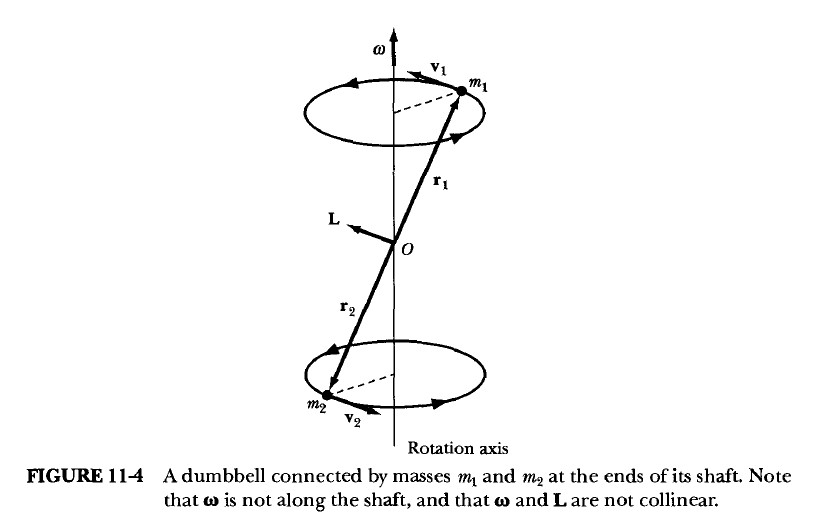 ω
v1
m1
r1
L
O
r2
m2
v2
Rotation axis
FIGURE 11-4 A dumbbell connected by masses m1 and m2 at the ends of its shaft. Note
that ω is not along the shaft, and that ω and L are not collinear.